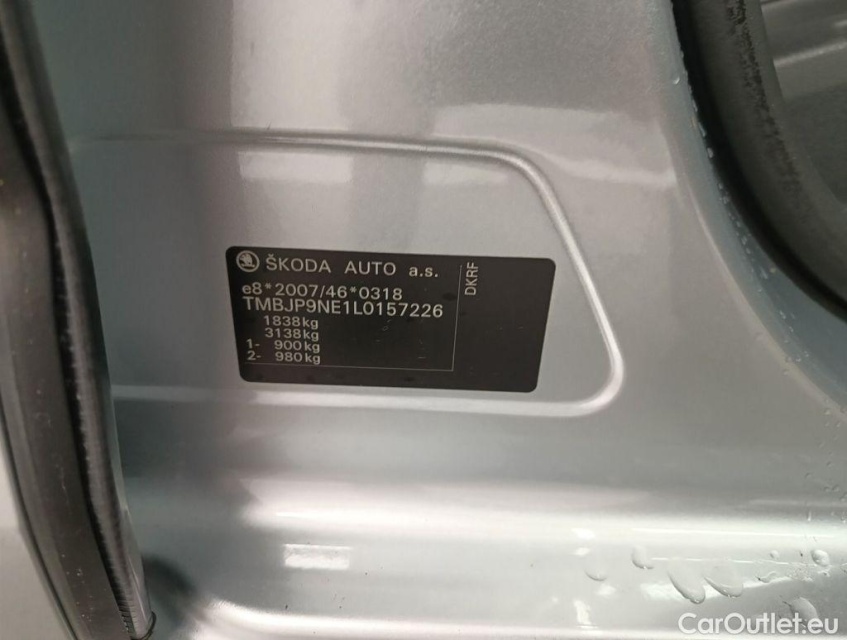 ŠKODA AUTO a.s.
e8*2007/46*0318
TMBJP9NE1L0157226
1838kg
3138kg
1- 900kg
2- 980kg
DKRF
CarOutlet.eu